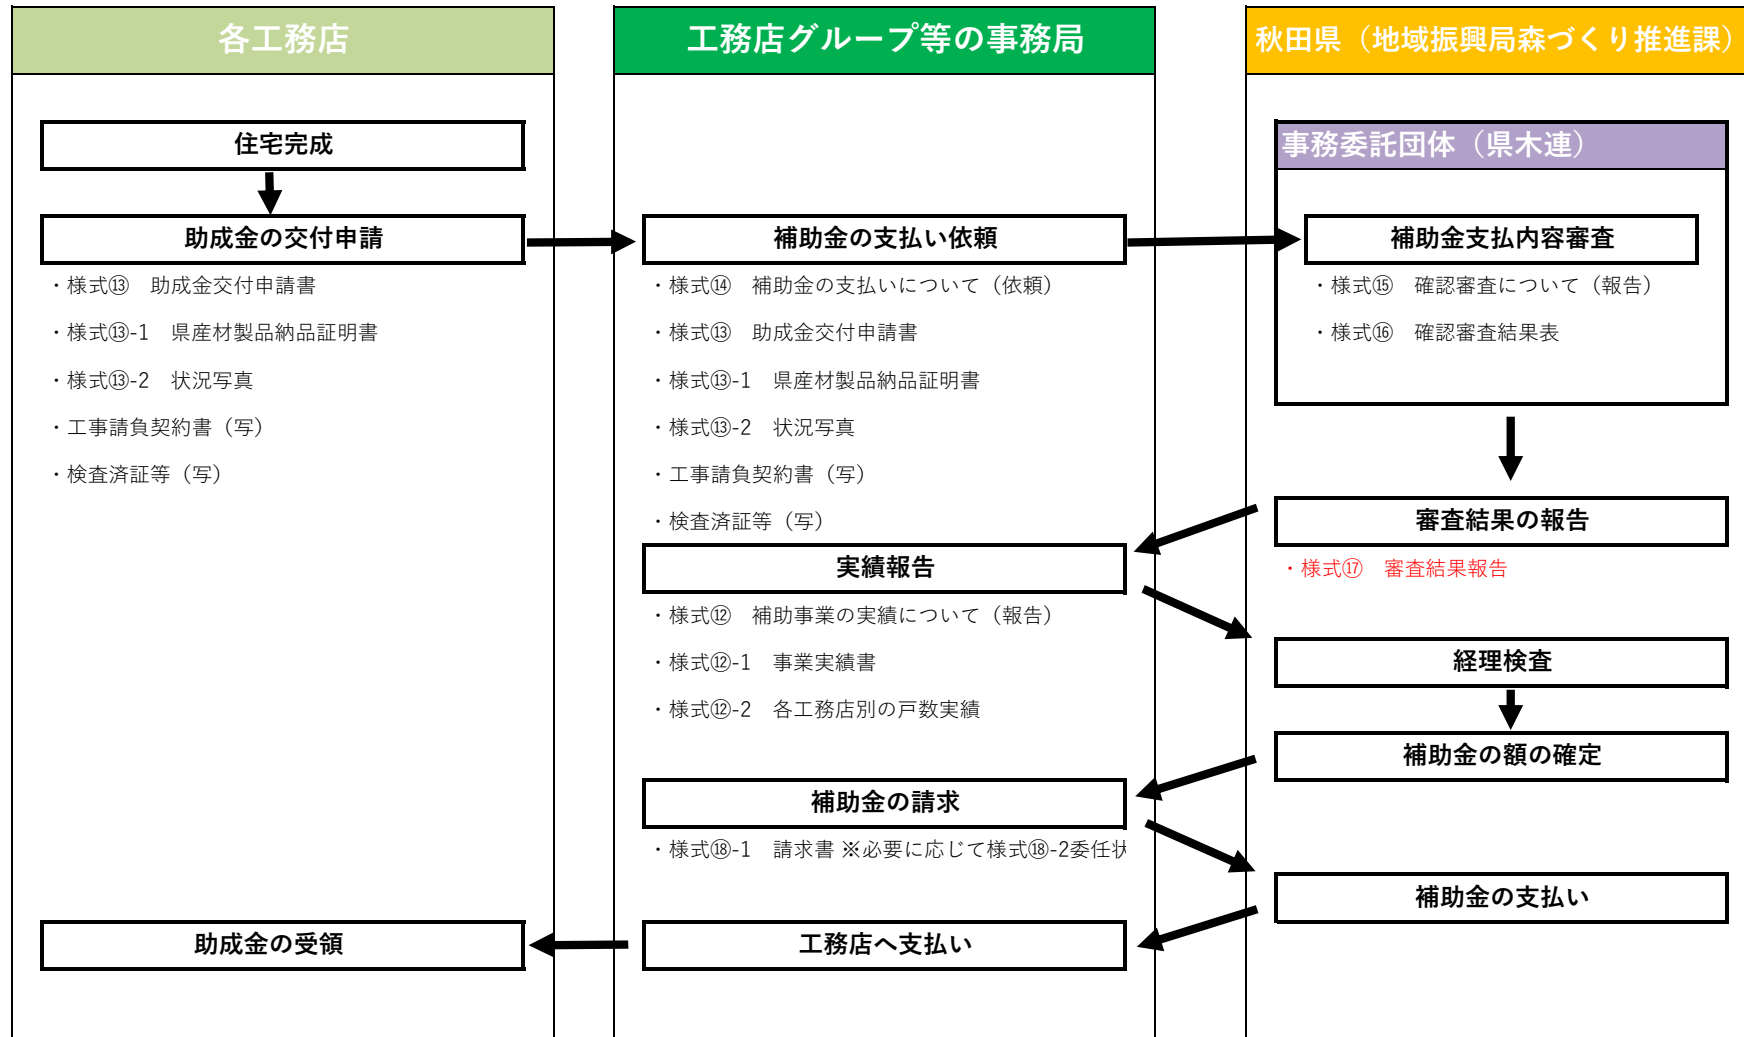 各工務店
工務店グループ等の事務局
秋田県（地域振興局森づくり推進課）
住宅完成
助成金の交付申請
・様式⑬　助成金交付申請書
・様式⑬-1　県産材製品納品証明書
・様式⑬-2　状況写真
・工事請負契約書（写）
・検査済証等（写）
助成金の受領
補助金の支払い依頼
・様式⑭　補助金の支払いについて（依頼）
・様式⑬　助成金交付申請書
・様式⑬-1　県産材製品納品証明書
・様式⑬-2　状況写真
・工事請負契約書（写）
・検査済証等（写）
実績報告
・様式⑫　補助事業の実績について（報告）
・様式⑫-1　事業実績書
・様式⑫-2　各工務店別の戸数実績
補助金の請求
・様式⑱-1　請求書 ※必要に応じて様式⑱-2委任状
工務店へ支払い
事務委託団体（県木連）
補助金支払内容審査
・様式⑮　確認審査について（報告）
・様式⑯　確認審査結果表
審査結果の報告
・様式⑰　審査結果報告
経理検査
補助金の額の確定
補助金の支払い